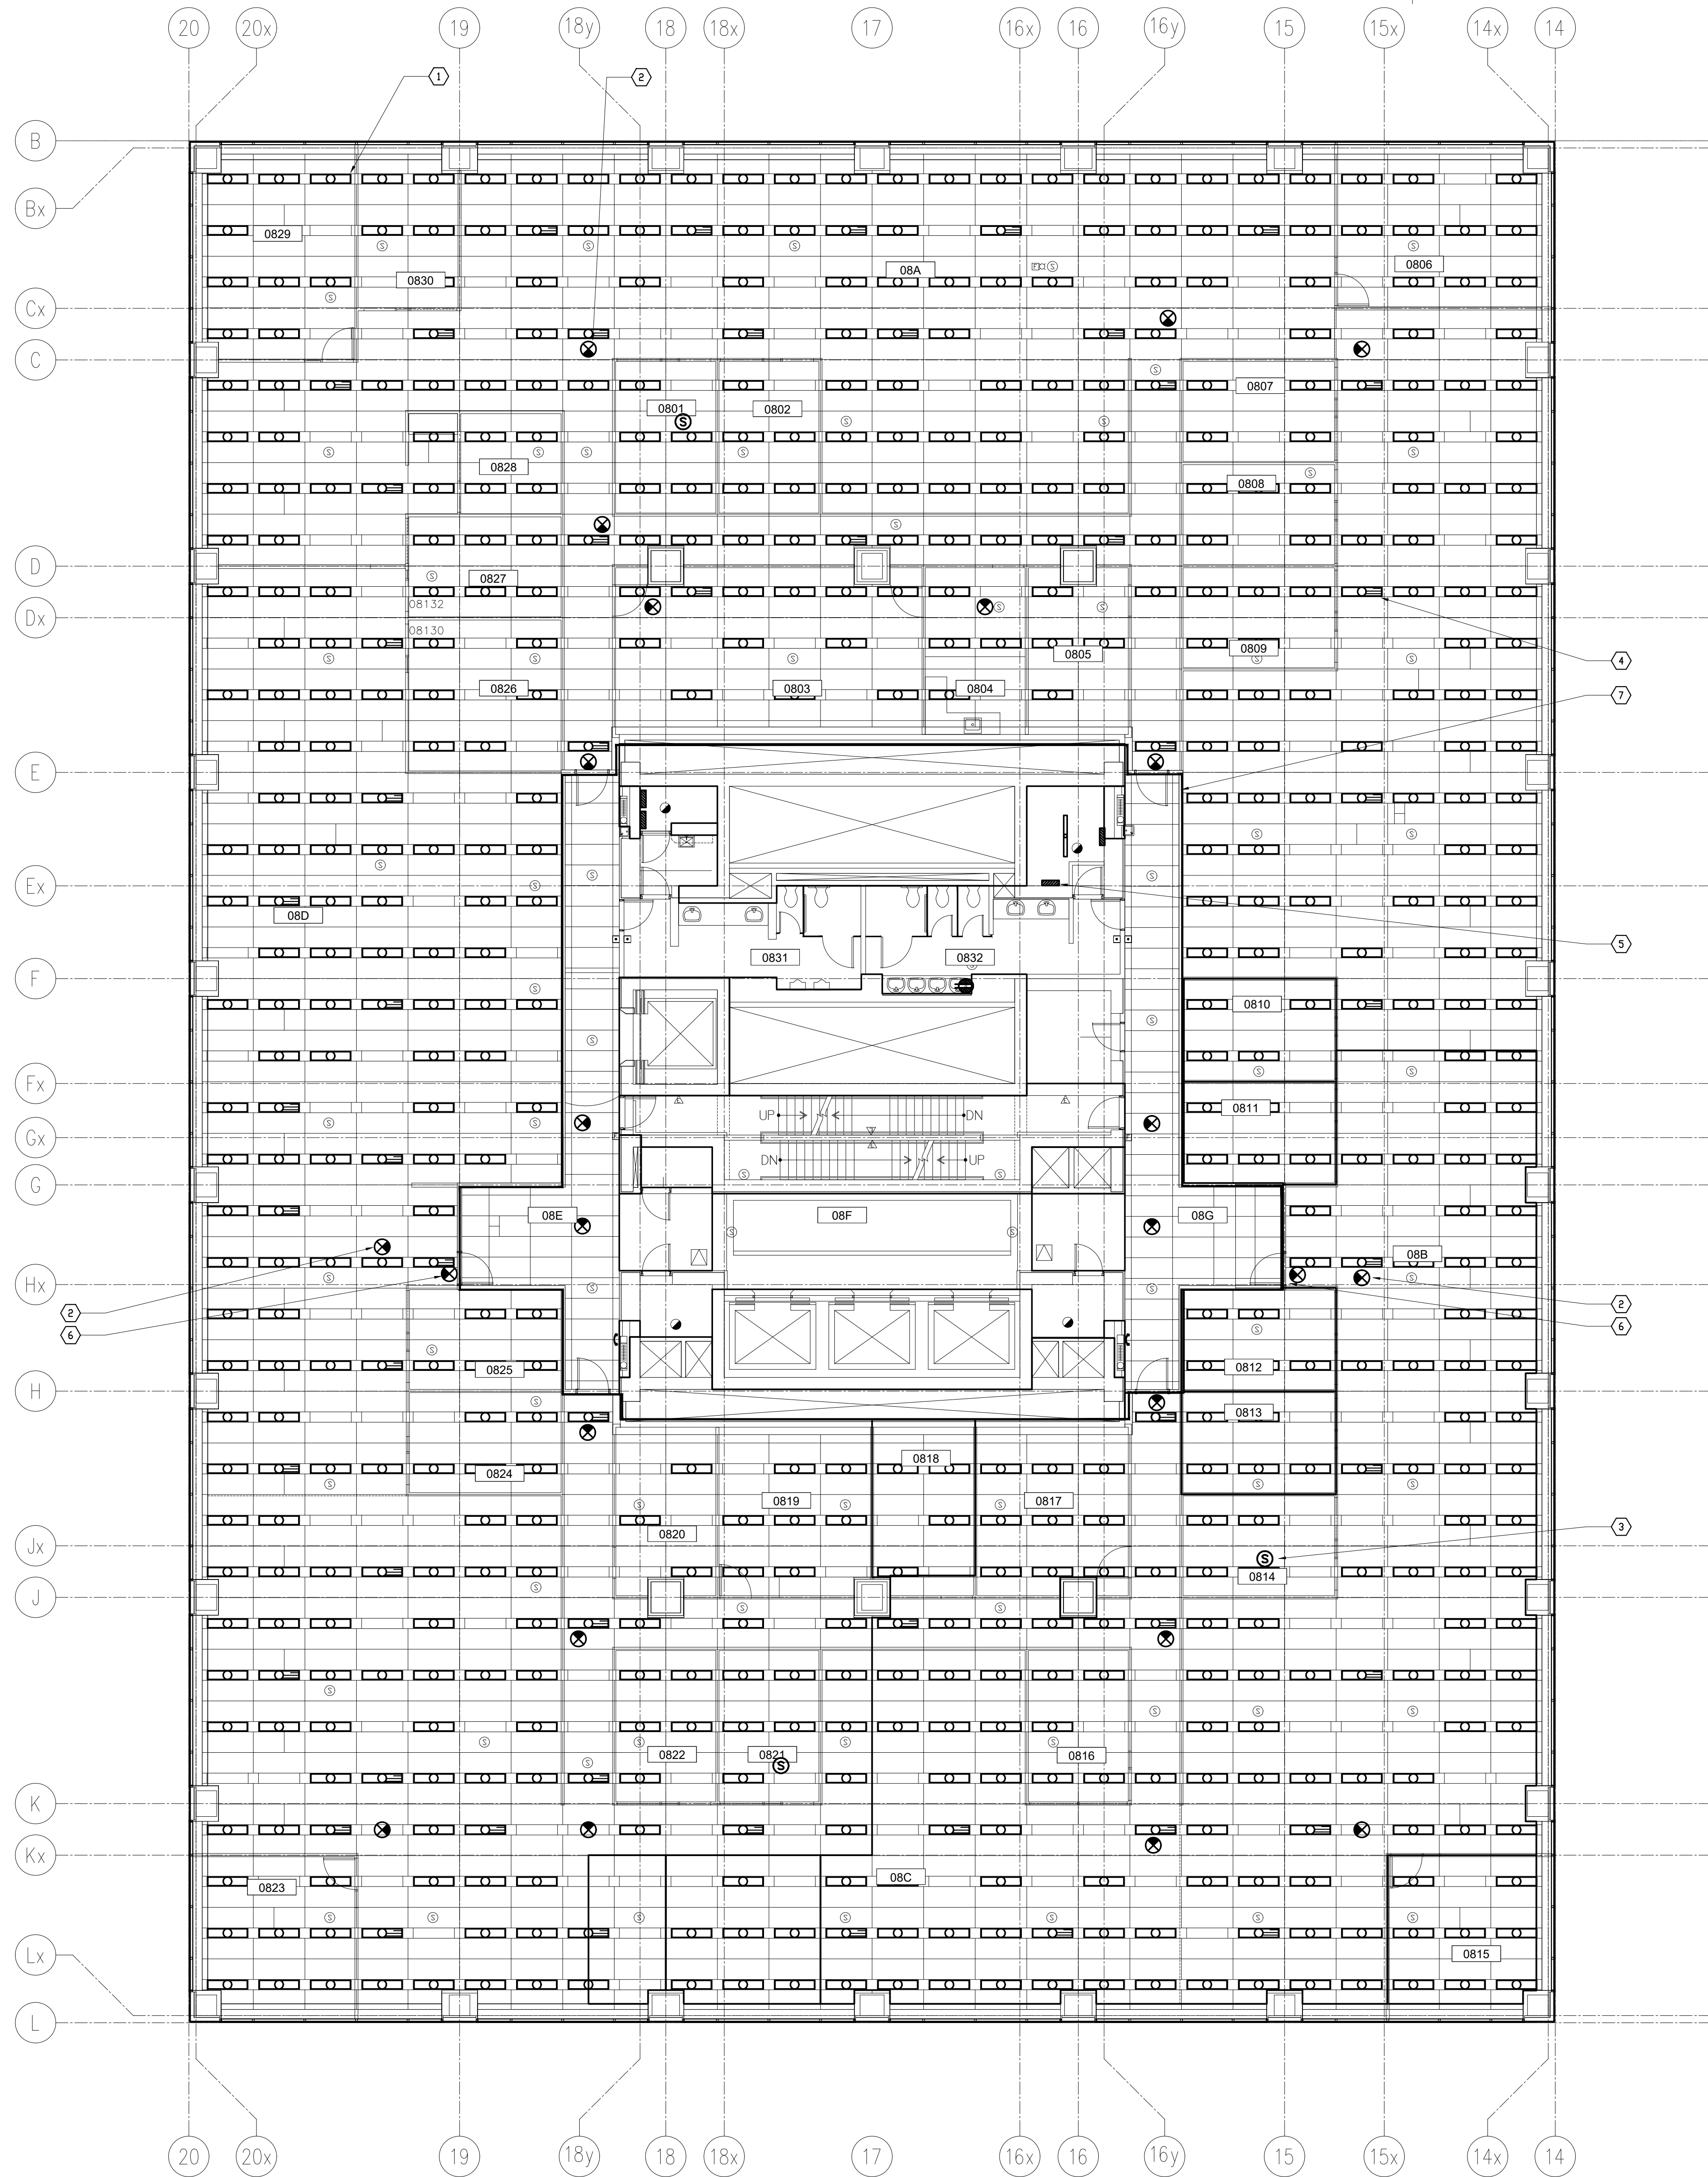 20 20x 19 18y 18 18x 17 16x 16 16y 15 15x 14x 14
1 2
B
Bx
0829 0830 08A 0806
Cx
C
0801 0802 0807
S
0828 0808
D
0827
08132
Dx
08130
0805 0809
4
0826 0803 0804
7
E
Ex
08D
0831 0832
5
F
0810
Fx
0811
UP DN
Gx
DN UP
G
08E 08F 08G
08B
Hx
2 2
6 6
0825 0812
H
0813
0818
0824
0819 0817
3
0820
Jx
S
0814
J
0822 0821 0816
S
K
Kx
0823 08C
Lx
0815
L
20 20x 19 18y 18 18x 17 16x 16 16y 15 15x 14x 14